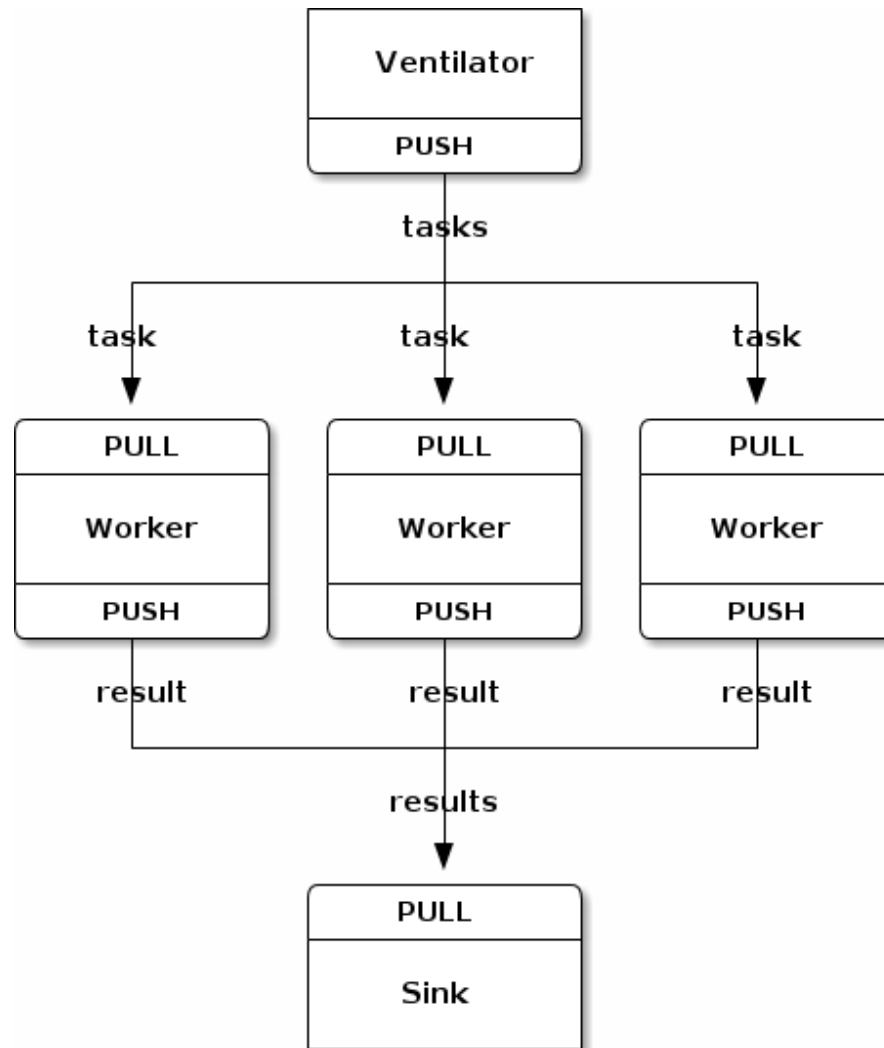 Ventilator
PUSH
tasks
task task task
PULL PULL PULL
Worker Worker Worker
PUSH PUSH PUSH
result result result
results
PULL
Sink